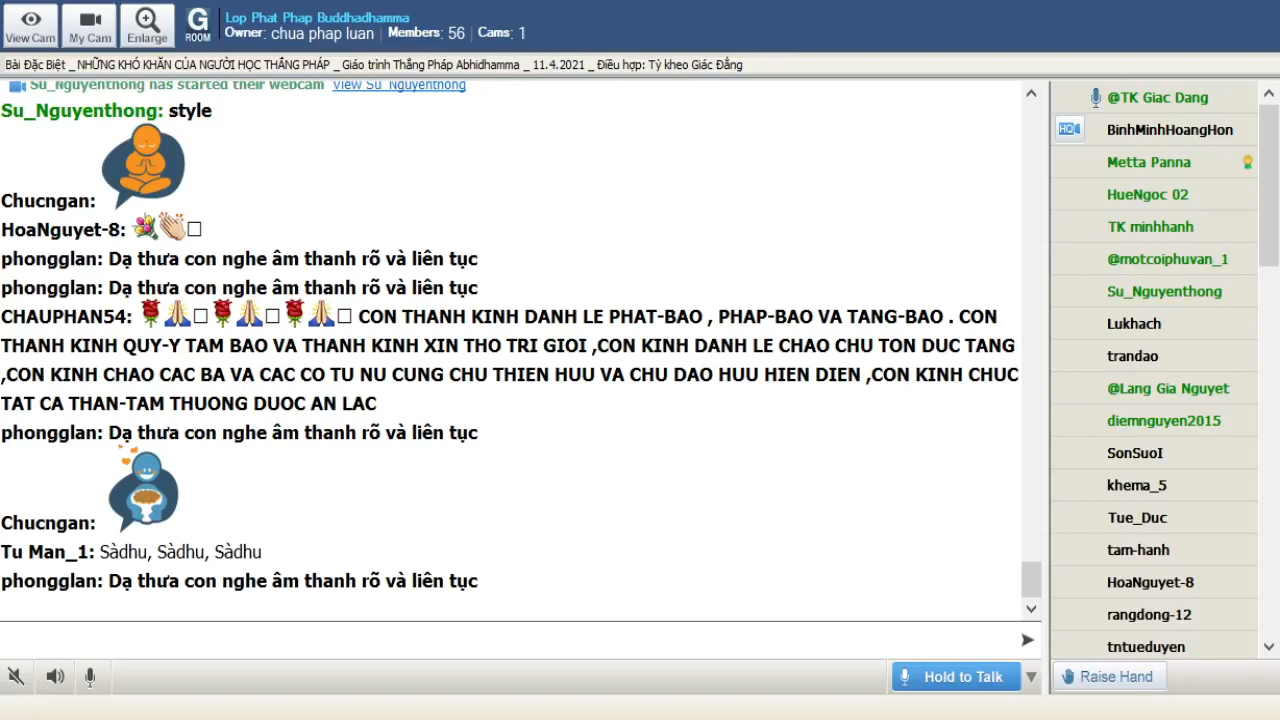 View Cam
My Cam
Enlarge
G
ROOM
Lop Phat Phap Buddhadhamma
Owner: chua phap luan | Members: 56 | Cams: 1
Bài Đặc Biệt _ NHỮNG KHÓ KHĂN CỦA NGƯỜI HỌC THẮNG PHÁP _ Giáo trình Thắng Pháp Abhidhamma _ 11.4.2021 _ Điều hợp: Tỳ kheo Giác Đẳng
Su_Nguyenthong has started their webcam View Su_Nguyenthong
Su_Nguyenthong: style
Chucngan:
HoaNguyet-8:
phongglan: Dạ thưa con nghe âm thanh rõ và liên tục
phongglan: Dạ thưa con nghe âm thanh rõ và liên tục
CHAUPHAN54: CON THANH KINH DANH LE PHAT-BAO , PHAP-BAO VA TANG-BAO . CON
THANH KINH QUY-Y TAM BAO VA THANH KINH XIN THO TRI GIOI ,CON KINH DANH LE CHAO CHU TON DUC TANG
,CON KINH CHAO CAC BA VA CAC CO TU NU CUNG CHU THIEN HUU VA CHU DAO HUU HIEN DIEN ,CON KINH CHUC
TAT CA THAN-TAM THUONG DUOC AN LAC
phongglan: Dạ thưa con nghe âm thanh rõ và liên tục
Chucngan:
Tu Man_1: Sàdhu, Sàdhu, Sàdhu
phongglan: Dạ thưa con nghe âm thanh rõ và liên tục
Hold to Talk
@TK Giac Dang
HQ
BinhMinhHoangHon
Metta Panna
HueNgoc 02
TK minhhanh
@motcoiphuvan_1
Su_Nguyenthong
Lukhach
trandao
@Lang Gia Nguyet
diemnguyen2015
SonSuoI
khema_5
Tue_Duc
tam-hanh
HoaNguyet-8
rangdong-12
tntueduyen
Raise Hand